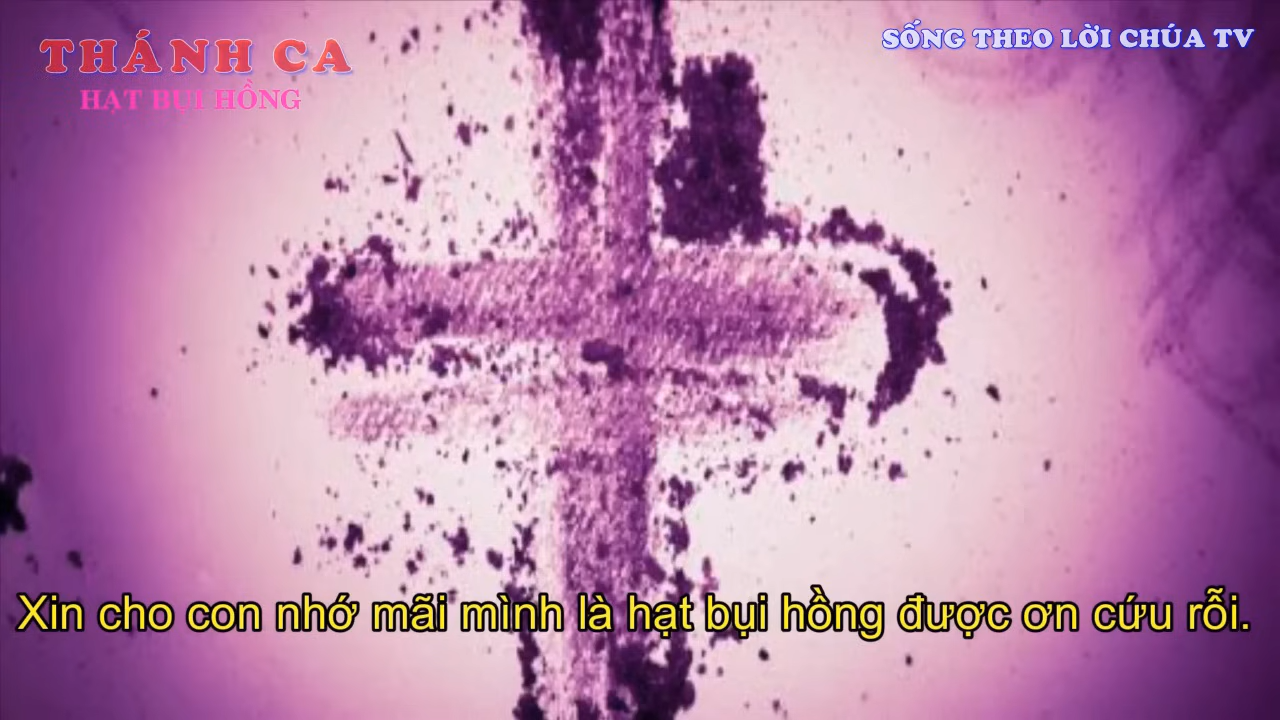 THÁNH CA
HẠT BỤI HỒNG
SỐNG THEO LỜI CHÚA TV
Xin cho con nhớ mãi mình là hạt bụi hồng được ơn cứu rỗi.